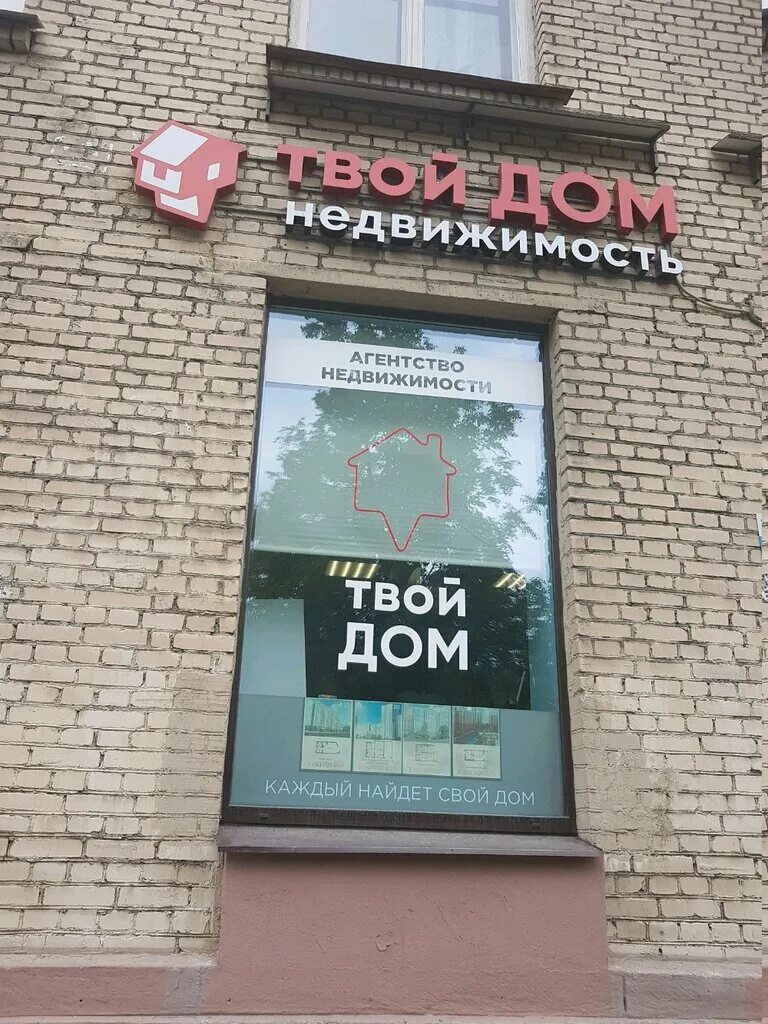 ТВОЙ ДОМ
недвижимость
АГЕНТСТВО
НЕДВИЖИМОСТИ
ТВОЙ
ДОМ
КАЖДЫЙ НАЙДЕТ СВОЙ ДОМ